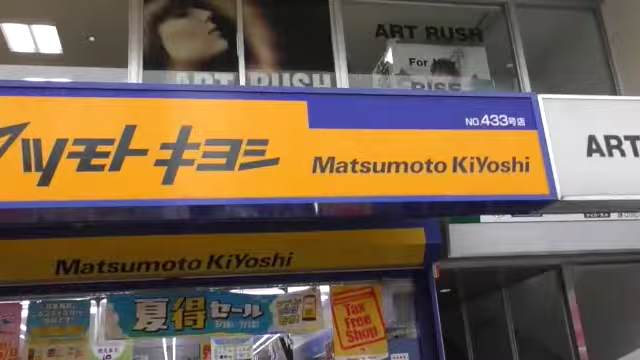 ART RUSH
For
ART RUSH
RISE
NO.433号店
マツモトキヨシ
Matsumoto KiYoshi
ART
Matsumoto KiYoshi
夏得セール
Tax
Free
Shop